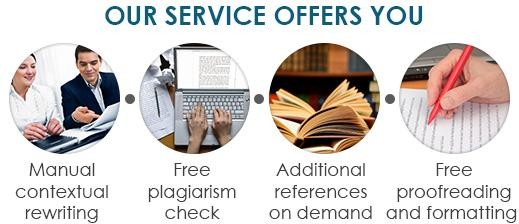 OUR SERVICE OFFERS YOU
Manual
contextual
rewriting
Free
plagiarism
check
Additional
references
on demand
Free
proofreading
and formatting